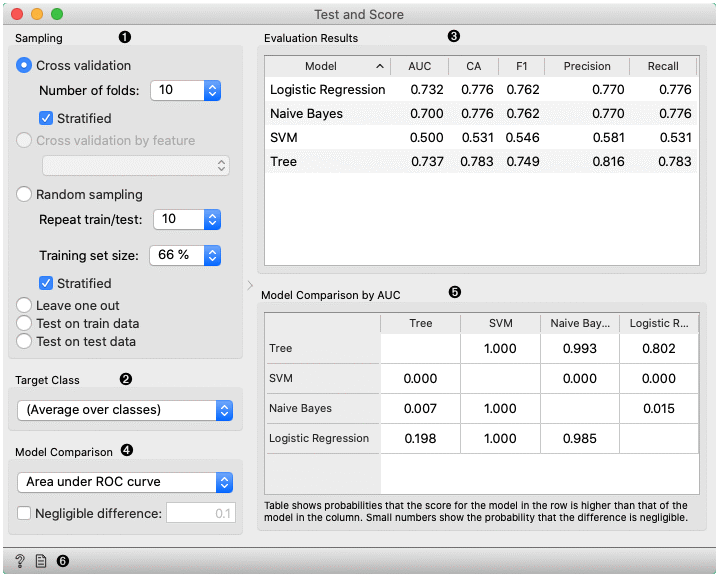 Test and Score
Sampling ❶
Cross validation
Number of folds: 10
Stratified
Cross validation by feature
Random sampling
Repeat train/test: 10
Training set size: 66 %
Stratified
Leave one out
Test on train data
Test on test data
Target Class ❷
(Average over classes)
Model Comparison ❹
Area under ROC curve
Negligible difference: 0.1
Evaluation Results ❸
Model AUC CA F1 Precision Recall
Logistic Regression 0.732 0.776 0.762 0.770 0.776
Naive Bayes 0.700 0.776 0.762 0.770 0.776
SVM 0.500 0.531 0.546 0.581 0.531
Tree 0.737 0.783 0.749 0.816 0.783
Model Comparison by AUC ❺
Tree SVM Naive Bay... Logistic R...
Tree 1.000 0.993 0.802
SVM 0.000 0.000 0.000
Naive Bayes 0.007 1.000 0.015
Logistic Regression 0.198 1.000 0.985
Table shows probabilities that the score for the model in the row is higher than that of the
model in the column. Small numbers show the probability that the difference is negligible.
? ❻